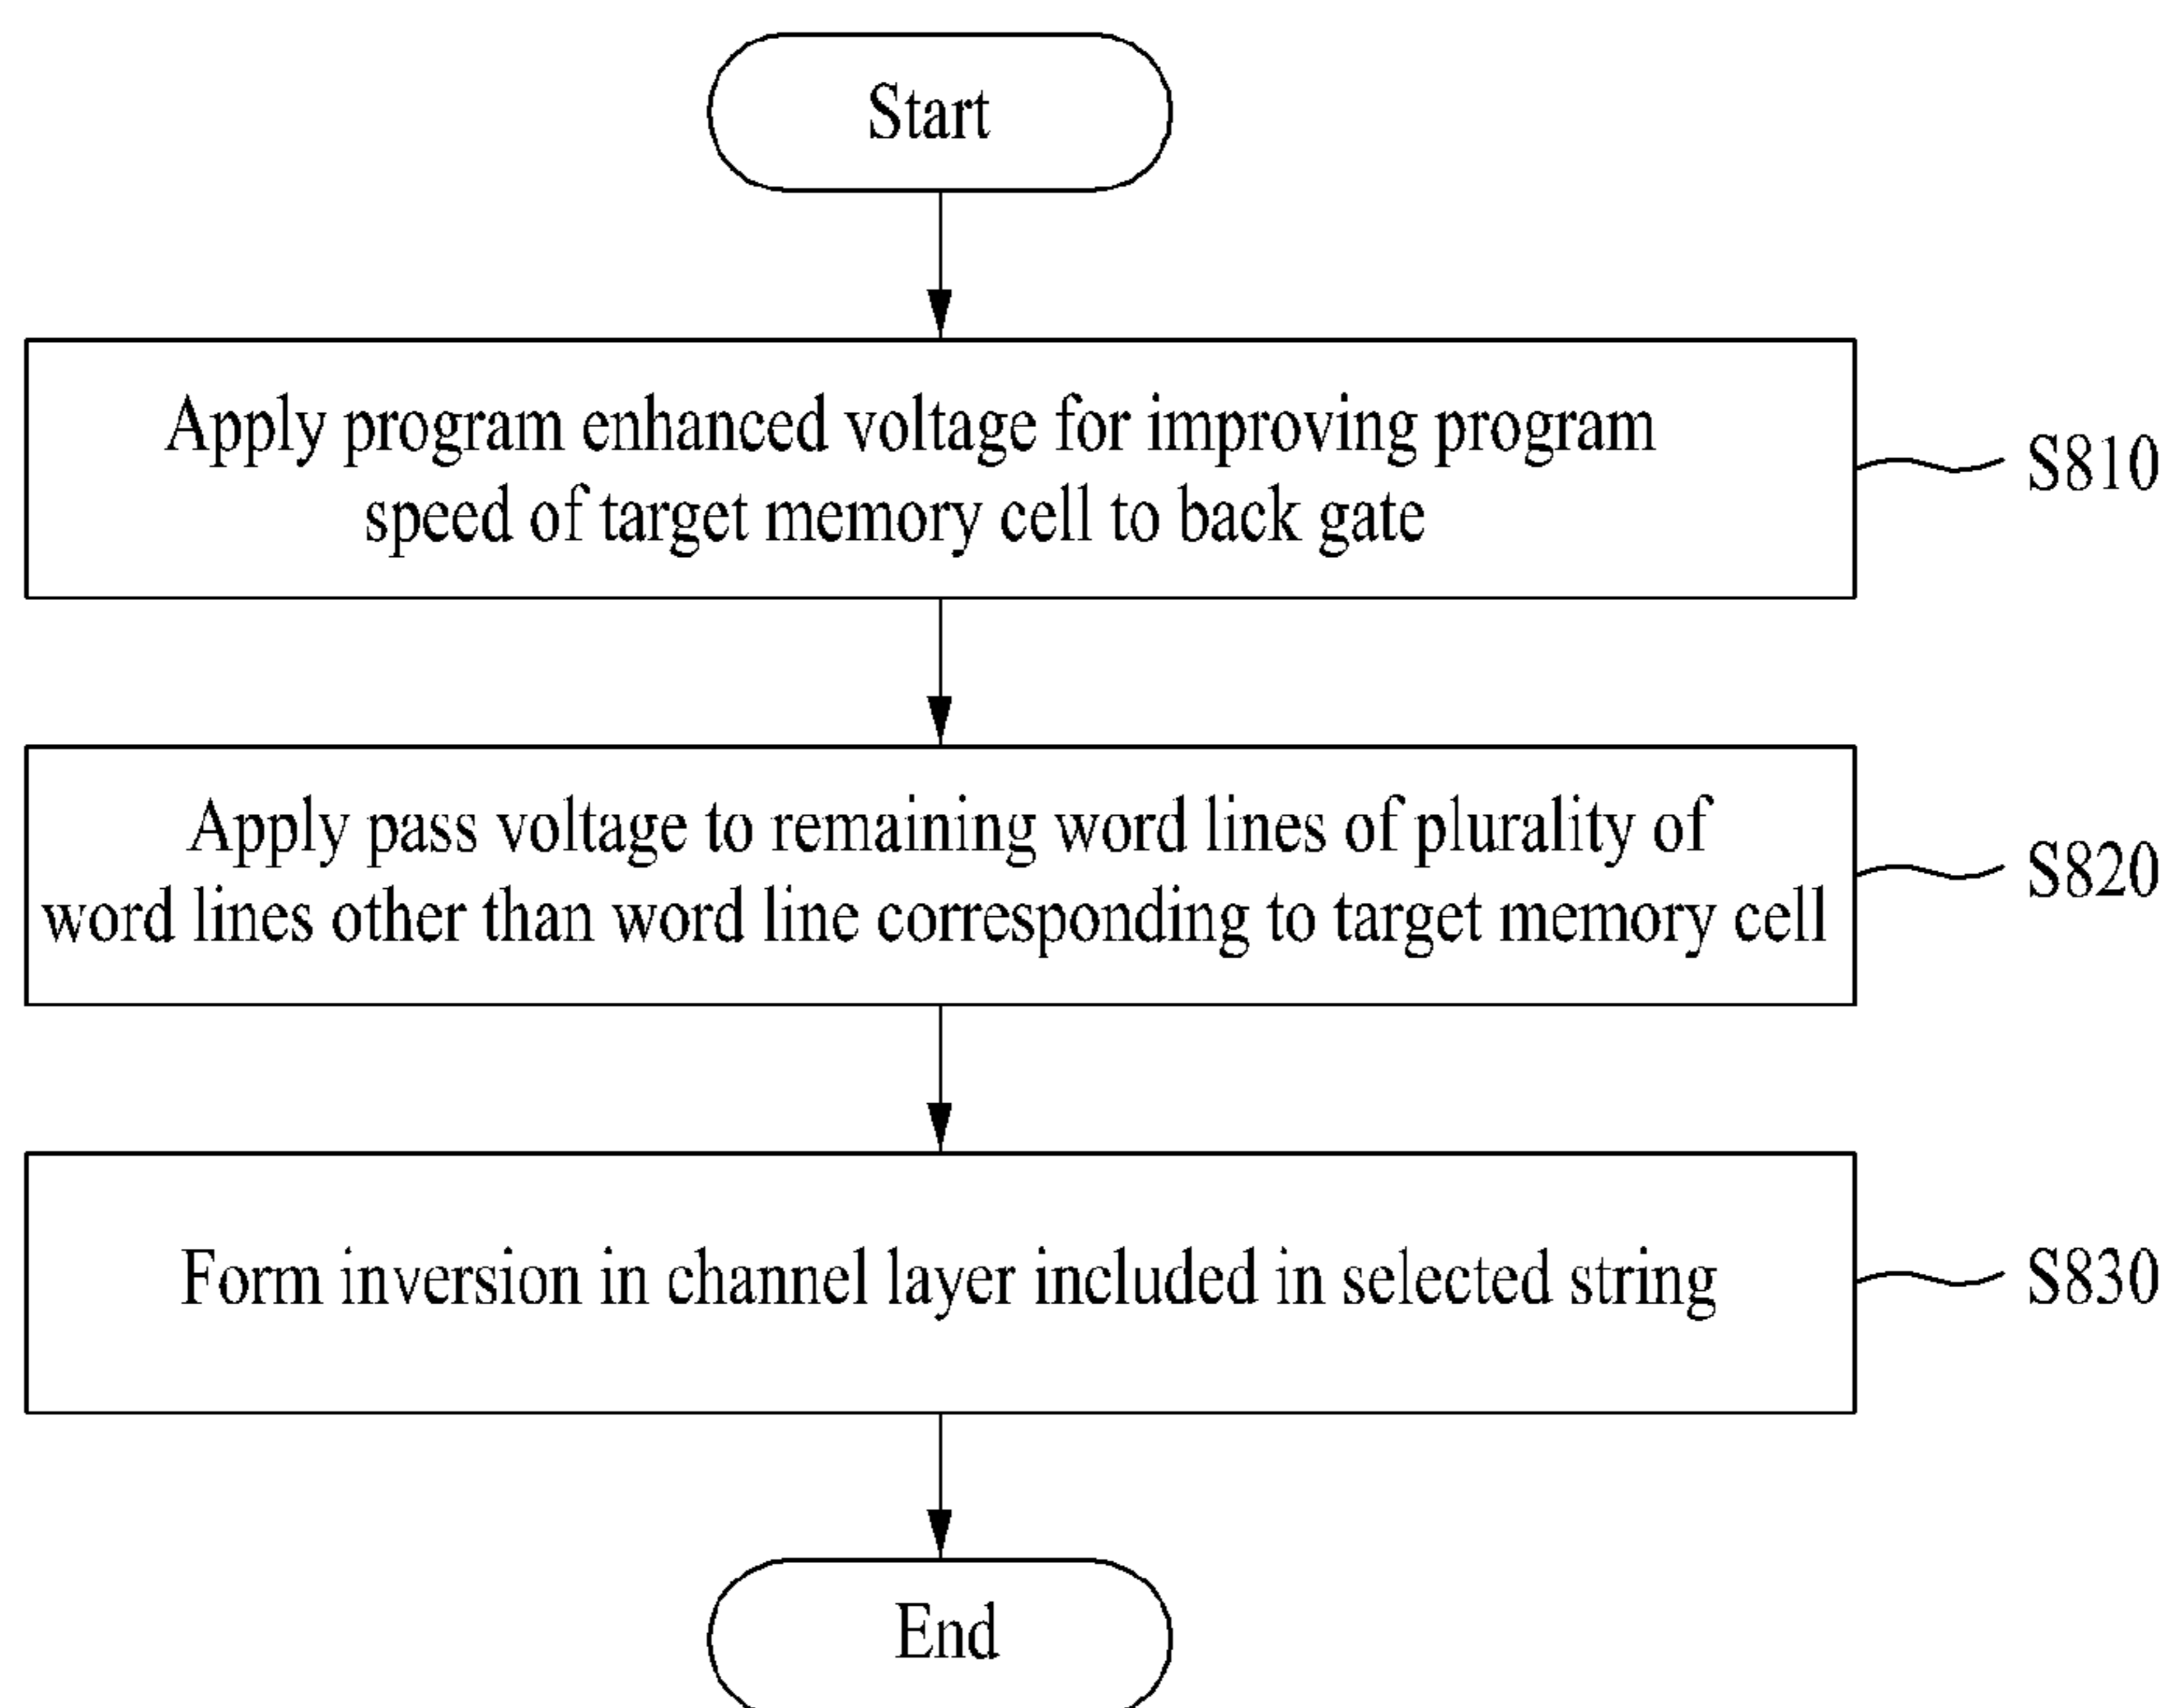 Start
Apply program enhanced voltage for improving program
speed of target memory cell to back gate
S810
Apply pass voltage to remaining word lines of plurality of
word lines other than word line corresponding to target memory cell
S820
Form inversion in channel layer included in selected string
S830
End